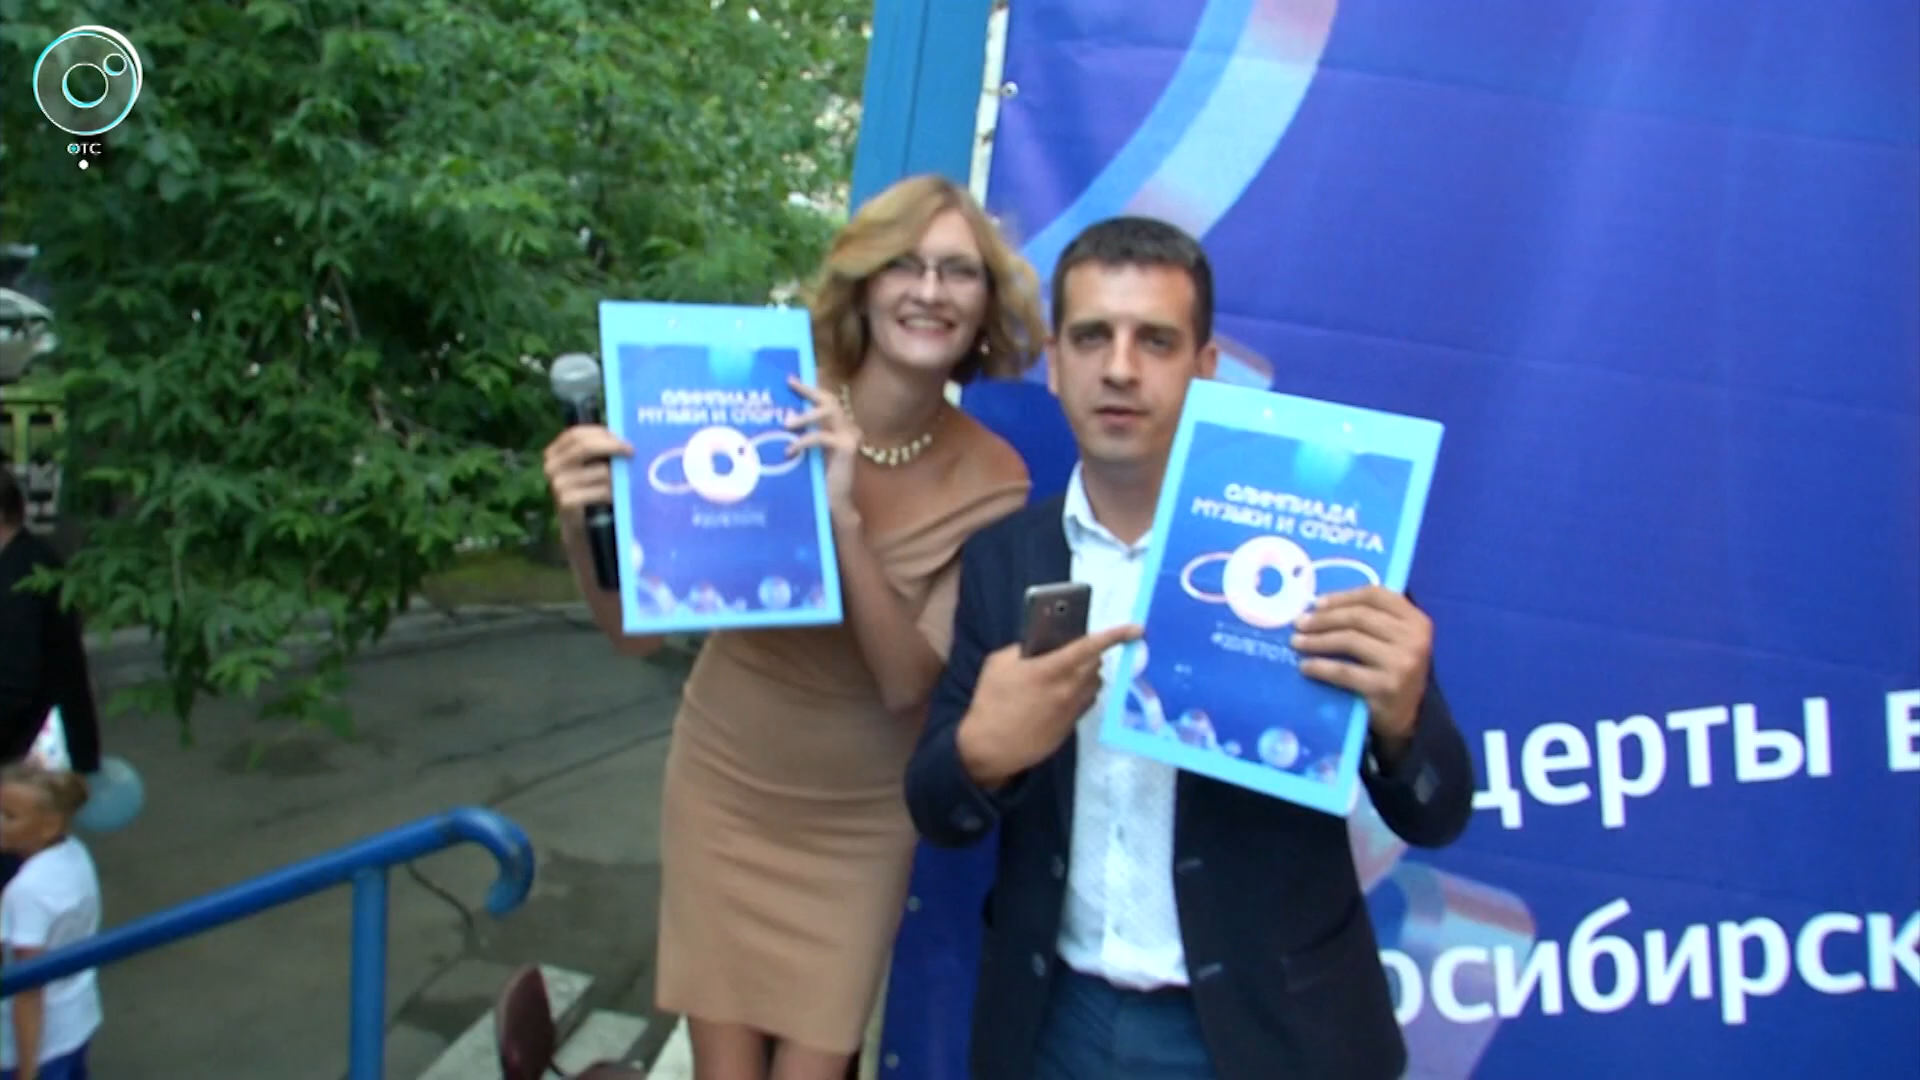 ОТС
ОЛИМПИАДА
МУЗЫКИ И СПОРТА
ОЛИМПИАДА
МУЗЫКИ И СПОРТА
церты в
осибирск